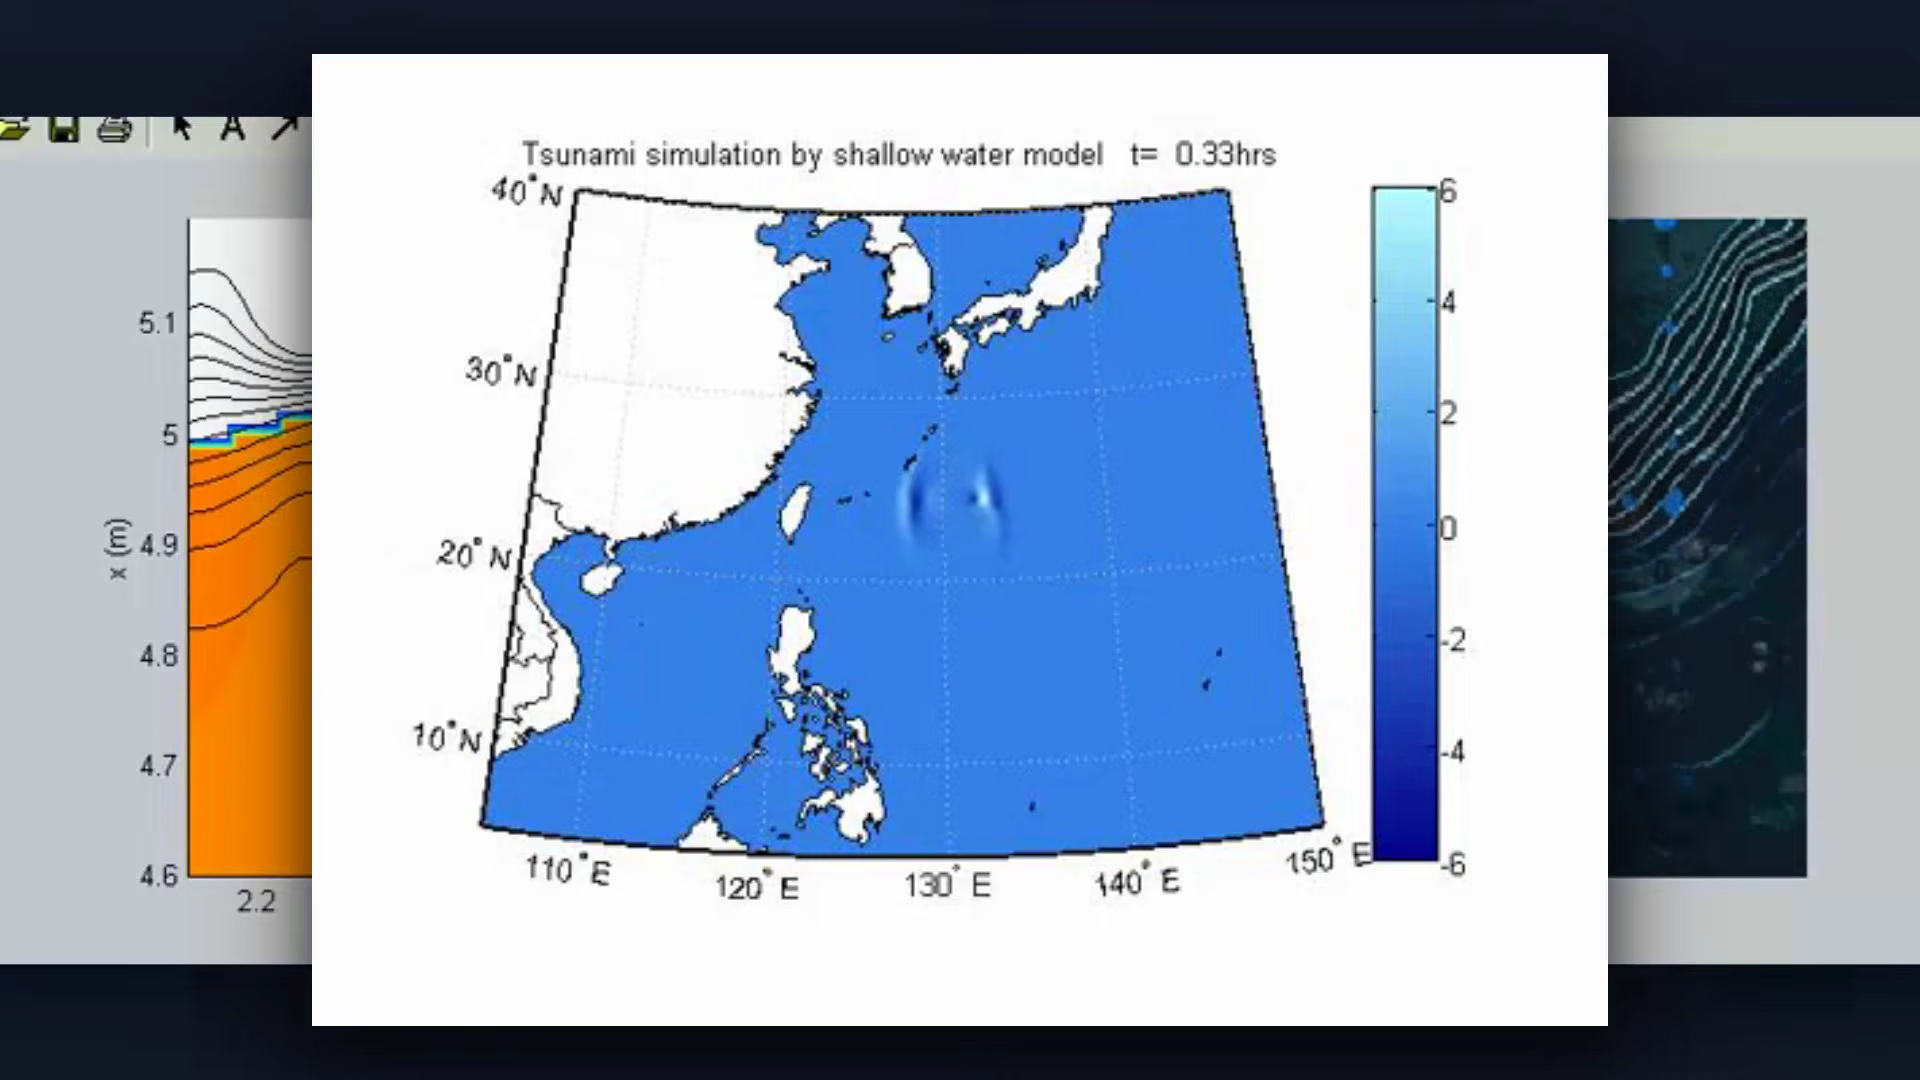 Tsunami simulation by shallow water model t= 0.33hrs
40°N
30°N
20°N
10°N
110°E
120°E
130°E
140°E
150°E
6
4
2
0
-2
-4
-6
A
5.1
5
4.9
4.8
4.7
4.6
x (m)
2.2